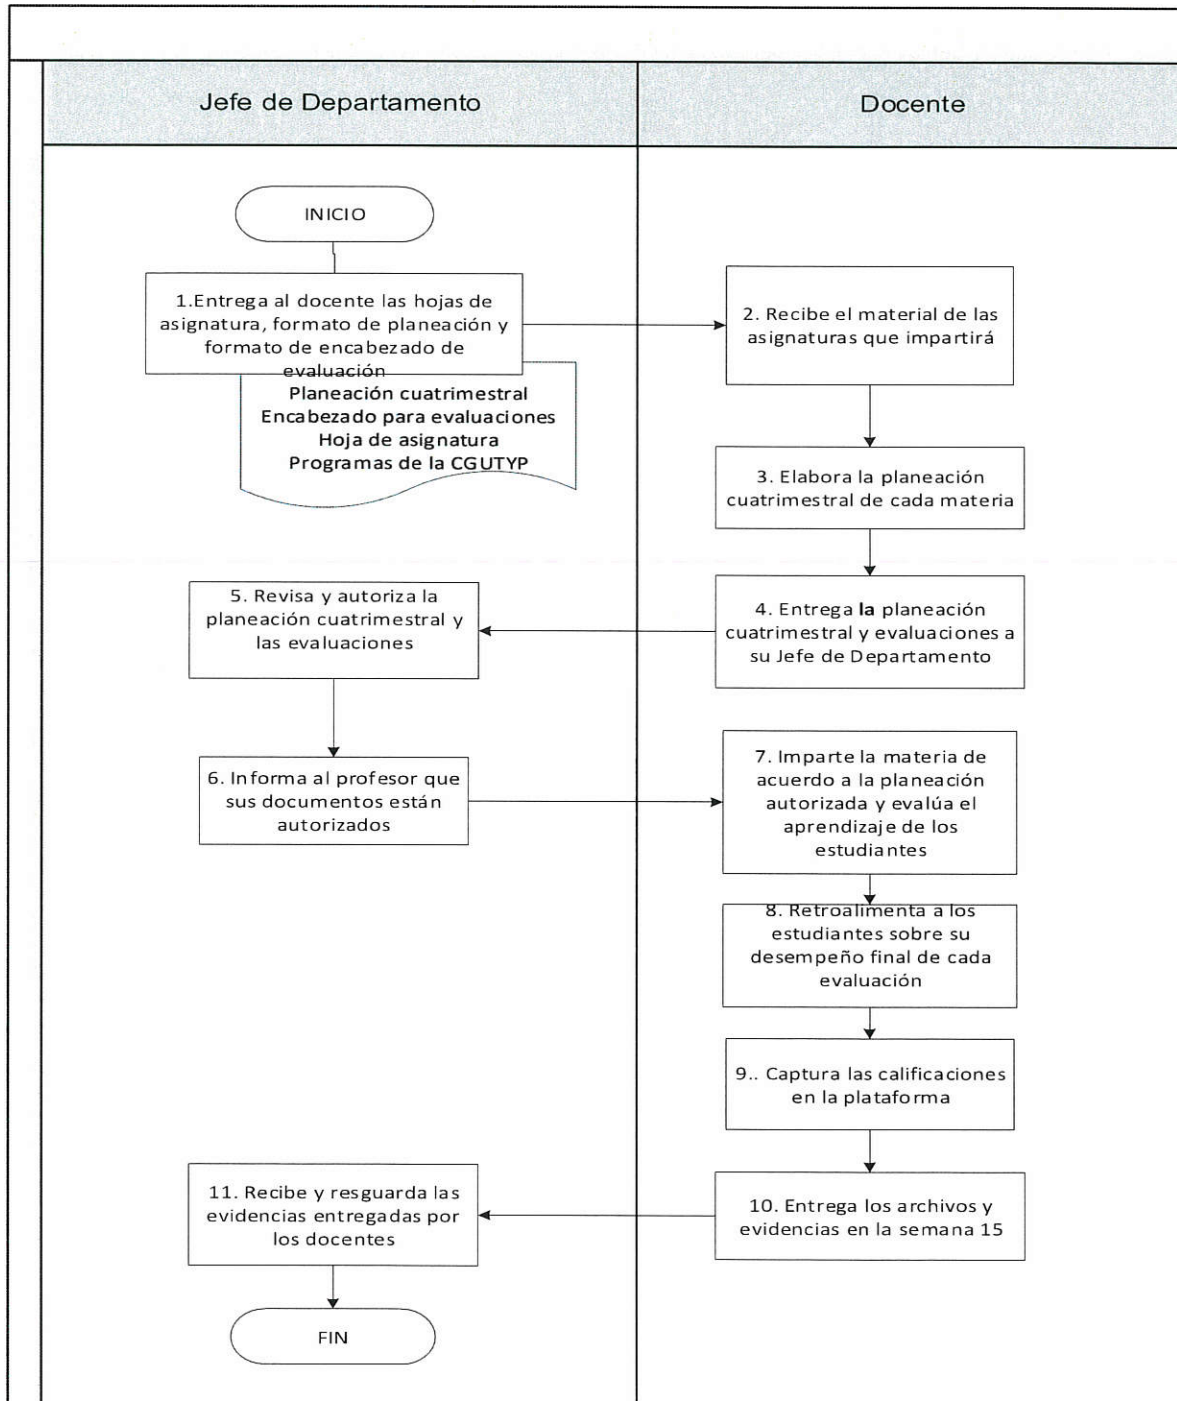 Jefe de Departamento
Docente
INICIO
1.Entrega al docente las hojas de
asignatura, formato de planeación y
formato de encabezado de
evaluación
Planeación cuatrimestral
Encabezado para evaluaciones
Hoja de asignatura
Programas de la CGUTYP
2. Recibe el material de las
asignaturas que impartirá
3. Elabora la planeación
cuatrimestral de cada materia
4. Entrega la planeación
cuatrimestral y evaluaciones a
su Jefe de Departamento
5. Revisa y autoriza la
planeación cuatrimestral y
las evaluaciones
6. Informa al profesor que
sus documentos están
autorizados
7. Imparte la materia de
acuerdo a la planeación
autorizada y evalúa el
aprendizaje de los
estudiantes
8. Retroalimenta a los
estudiantes sobre su
desempeño final de cada
evaluación
9.. Captura las calificaciones
en la plataforma
10. Entrega los archivos y
evidencias en la semana 15
11. Recibe y resguarda las
evidencias entregadas por
los docentes
FIN